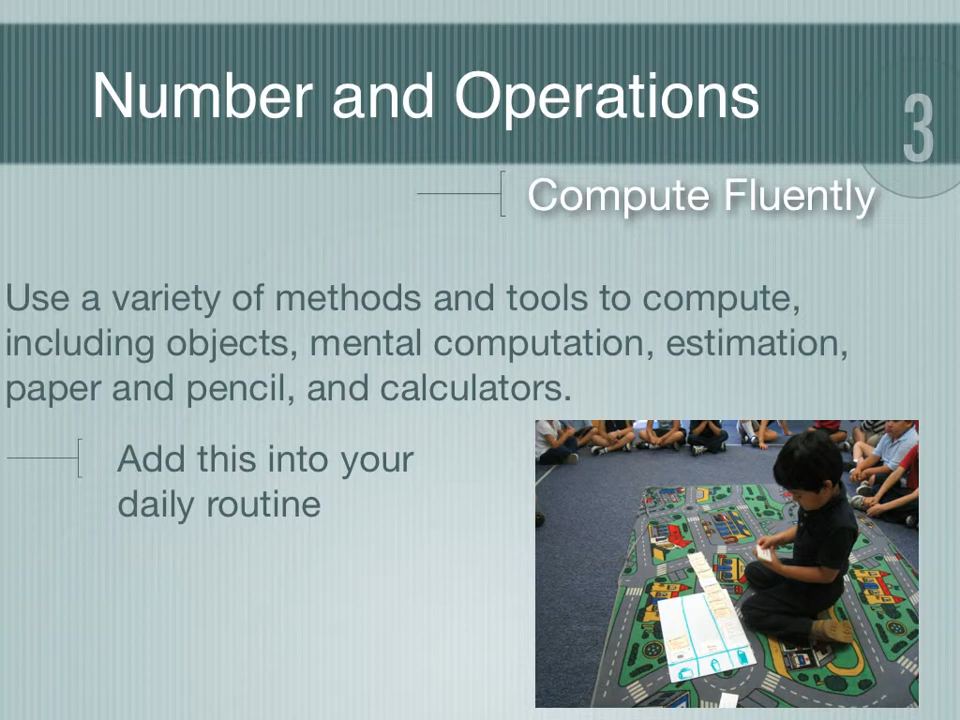 Number and Operations
3
Compute Fluently
Use a variety of methods and tools to compute,
including objects, mental computation, estimation,
paper and pencil, and calculators.
Add this into your
daily routine